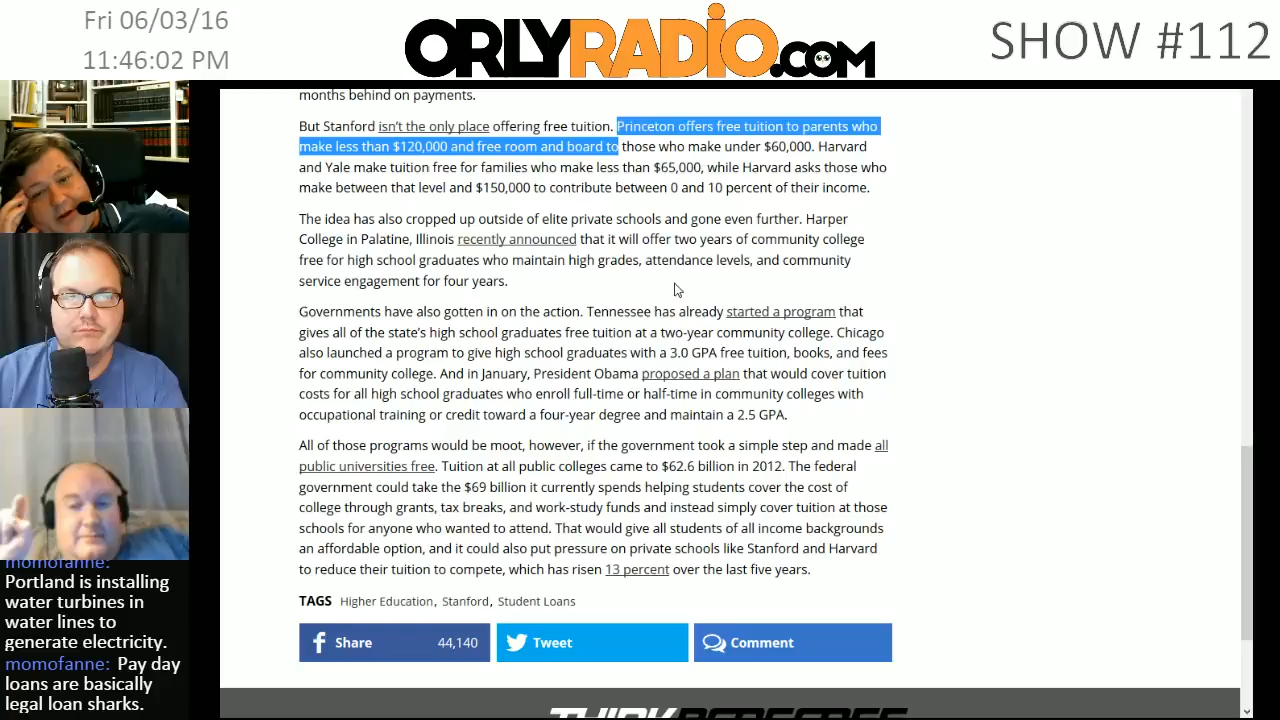 Fri 06/03/16
11:46:02 PM
ORLYRADiO.COM
SHOW #112
months behind on payments.
But Stanford isn't the only place offering free tuition. Princeton offers free tuition to parents who
make less than $120,000 and free room and board to those who make under $60,000. Harvard
and Yale make tuition free for families who make less than $65,000, while Harvard asks those who
make between that level and $150,000 to contribute between 0 and 10 percent of their income.
The idea has also cropped up outside of elite private schools and gone even further. Harper
College in Palatine, Illinois recently announced that it will offer two years of community college
free for high school graduates who maintain high grades, attendance levels, and community
service engagement for four years.
Governments have also gotten in on the action. Tennessee has already started a program that
gives all of the state's high school graduates free tuition at a two-year community college. Chicago
also launched a program to give high school graduates with a 3.0 GPA free tuition, books, and fees
for community college. And in January, President Obama proposed a plan that would cover tuition
costs for all high school graduates who enroll full-time or half-time in community colleges with
occupational training or credit toward a four-year degree and maintain a 2.5 GPA.
All of those programs would be moot, however, if the government took a simple step and made all
public universities free. Tuition at all public colleges came to $62.6 billion in 2012. The federal
government could take the $69 billion it currently spends helping students cover the cost of
college through grants, tax breaks, and work-study funds and instead simply cover tuition at those
schools for anyone who wanted to attend. That would give all students of all income backgrounds
an affordable option, and it could also put pressure on private schools like Stanford and Harvard
to reduce their tuition to compete, which has risen 13 percent over the last five years.
TAGS Higher Education, Stanford, Student Loans
Share 44,140 Tweet Comment
momofanne:
Portland is installing
water turbines in
water lines to
generate electricity.
momofanne: Pay day
loans are basically
legal loan sharks.